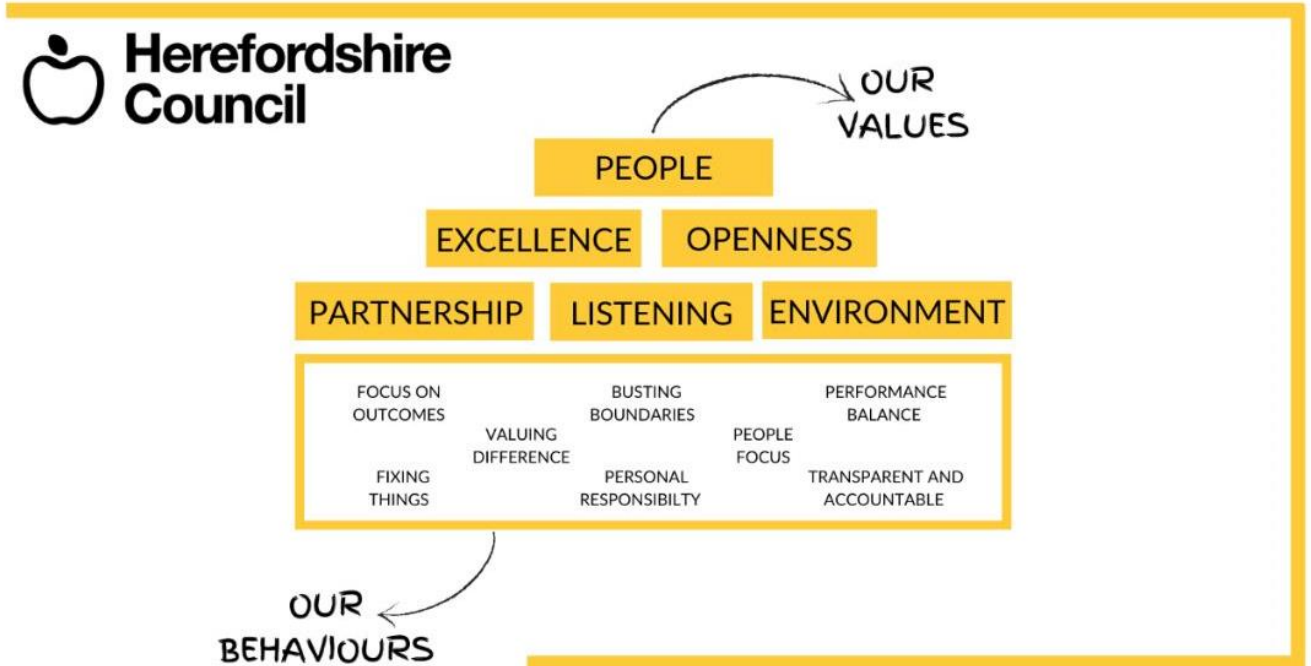 Herefordshire
Council
OUR
VALUES
PEOPLE
EXCELLENCE
OPENNESS
PARTNERSHIP
LISTENING
ENVIRONMENT
FOCUS ON
OUTCOMES
BUSTING
BOUNDARIES
PERFORMANCE
BALANCE
VALUING
DIFFERENCE
PEOPLE
FOCUS
FIXING
THINGS
PERSONAL
RESPONSIBILTY
TRANSPARENT AND
ACCOUNTABLE
OUR
BEHAVIOURS